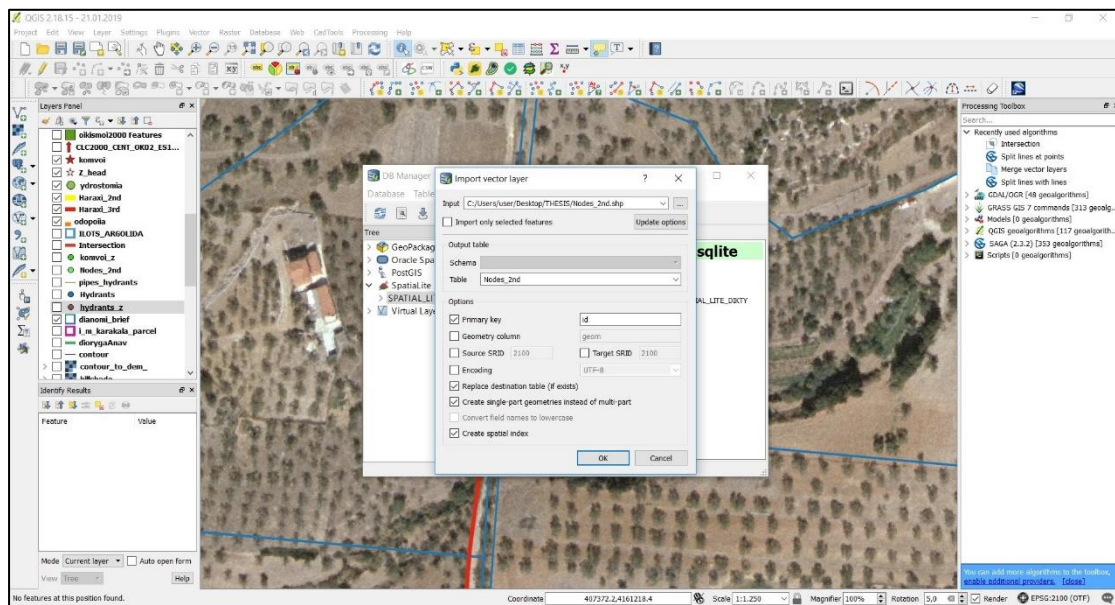 QGIS 2.18.15 - 21.01.2019
Project Edit View Layer Settings Plugins Vector Raster Database Web CadTools Processing Help
Layers Panel
oikismoi2000 Features
CLC2000_CENT_OKD2_ES1...
komvoi
Z_head
ydrostomia
Haraxi_2nd
Haraxi_3rd
odopoiia
ILOTS_ARGOLIDA
Intersection
komvoi_z
Nodes_2nd
pipes_hydrants
Hydrants
hydrants_z
dianomi_brief
i_m_karakala_parcel
diorygaAnav
contour
contour_to_dem_
hillshade
Identify Results
Feature Value
Mode Current layer Auto open form
View Tree Help
No features at this position found.
DB Manager
Database Table
Tree
GeoPackag
Oracle Spa
PostGIS
SpatiaLite
SPATIAL_LI
Virtual Laye
sqlite
Import vector layer ?
Input C:/Users/user/Desktop/THESIS/Nodes_2nd.shp ...
Import only selected features Update options
Output table
Schema
Table Nodes_2nd
Options
Primary key id
Geometry column geom
Source SRID 2100 Target SRID 2100
Encoding UTF-8
Replace destination table (if exists)
Create single-part geometries instead of multi-part
Convert field names to lowercase
Create spatial index
OK Cancel
Processing Toolbox
Search...
Recently used algorithms
Intersection
Split lines at points
Merge vector layers
Split lines with lines
GDAL/OGR [48 geoalgorithms]
GRASS GIS 7 commands [313 geoalg...
Models [0 geoalgorithms]
QGIS geoalgorithms [117 geoalgorith...
SAGA (2.3.2) [353 geoalgorithms]
Scripts [0 geoalgorithms]
You can add more algorithms to the toolbox,
enable additional providers. [close]
Coordinate 407372.2,4161218.4 Scale 1:1.250 Magnifier 100% Rotation 5,0 Render EPSG:2100 (OTF)